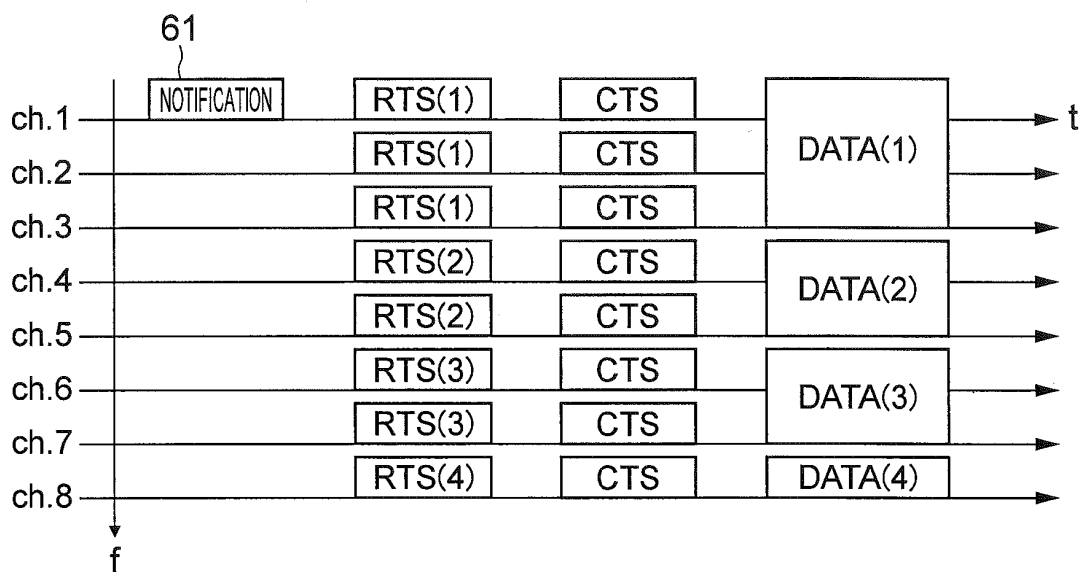 61
ch.1 NOTIFICATION RTS(1) CTS DATA(1) t
ch.2 RTS(1) CTS
ch.3 RTS(1) CTS
ch.4 RTS(2) CTS DATA(2)
ch.5 RTS(2) CTS
ch.6 RTS(3) CTS DATA(3)
ch.7 RTS(3) CTS
ch.8 RTS(4) CTS DATA(4)
f